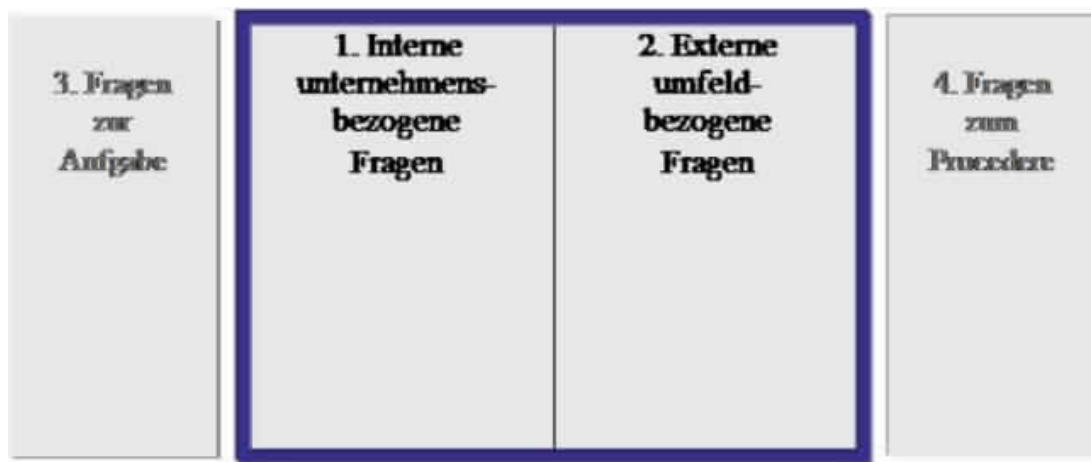 3. Fragen
zur
Aufgabe
1. Interne
unternehmens-
bezogene
Fragen
2. Externe
umfeld-
bezogene
Fragen
4. Fragen
zum
Procedere